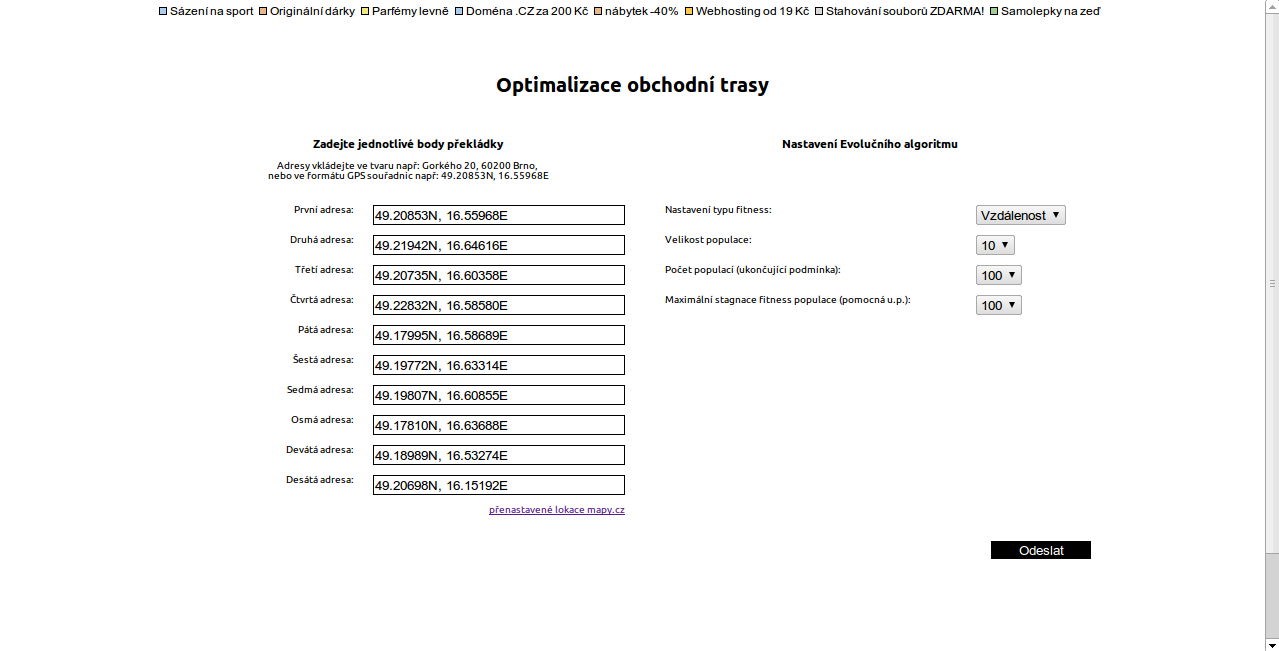 Sázení na sport Originální dárky Parfémy levně Doména .CZ za 200 Kč nábytek -40% Webhosting od 19 Kč Stahování souborů ZDARMA! Samolepky na zeď
Optimalizace obchodní trasy
Zadejte jednotlivé body překládky
Adresy vkládejte ve tvaru např: Gorkého 20, 60200 Brno,
nebo ve formátu GPS souřadnic např: 49.20853N, 16.55968E
První adresa: 49.20853N, 16.55968E
Druhá adresa: 49.21942N, 16.64616E
Třetí adresa: 49.20735N, 16.60358E
Čtvrtá adresa: 49.22832N, 16.58580E
Pátá adresa: 49.17995N, 16.58689E
Šestá adresa: 49.19772N, 16.63314E
Sedmá adresa: 49.19807N, 16.60855E
Osmá adresa: 49.17810N, 16.63688E
Devátá adresa: 49.18989N, 16.53274E
Desátá adresa: 49.20698N, 16.15192E
přenastavené lokace mapy.cz
Nastavení Evolučního algoritmu
Nastavení typu fitness: Vzdálenost
Velikost populace: 10
Počet populací (ukončující podmínka): 100
Maximální stagnace fitness populace (pomocná u.p.): 100
Odeslat